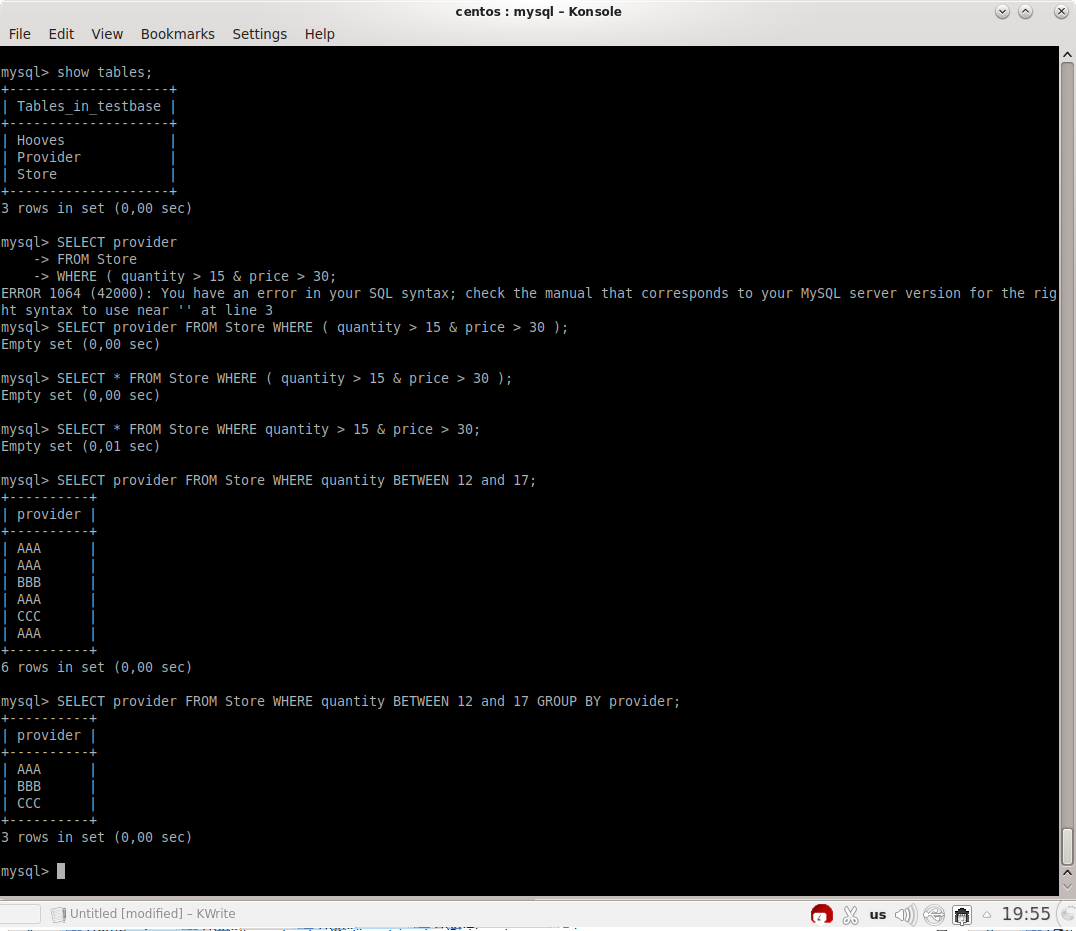 centos : mysql – Konsole
File Edit View Bookmarks Settings Help
mysql> show tables;
+--------------------+
| Tables_in_testbase |
+--------------------+
| Hooves             |
| Provider           |
| Store              |
+--------------------+
3 rows in set (0,00 sec)
mysql> SELECT provider
    -> FROM Store
    -> WHERE ( quantity > 15 & price > 30;
ERROR 1064 (42000): You have an error in your SQL syntax; check the manual that corresponds to your MySQL server version for the rig
ht syntax to use near '' at line 3
mysql> SELECT provider FROM Store WHERE ( quantity > 15 & price > 30 );
Empty set (0,00 sec)
mysql> SELECT * FROM Store WHERE ( quantity > 15 & price > 30 );
Empty set (0,00 sec)
mysql> SELECT * FROM Store WHERE quantity > 15 & price > 30;
Empty set (0,01 sec)
mysql> SELECT provider FROM Store WHERE quantity BETWEEN 12 and 17;
+----------+
| provider |
+----------+
| AAA      |
| AAA      |
| BBB      |
| AAA      |
| CCC      |
| AAA      |
+----------+
6 rows in set (0,00 sec)
mysql> SELECT provider FROM Store WHERE quantity BETWEEN 12 and 17 GROUP BY provider;
+----------+
| provider |
+----------+
| AAA      |
| BBB      |
| CCC      |
+----------+
3 rows in set (0,00 sec)
mysql>
Untitled [modified] – KWrite us 19:55